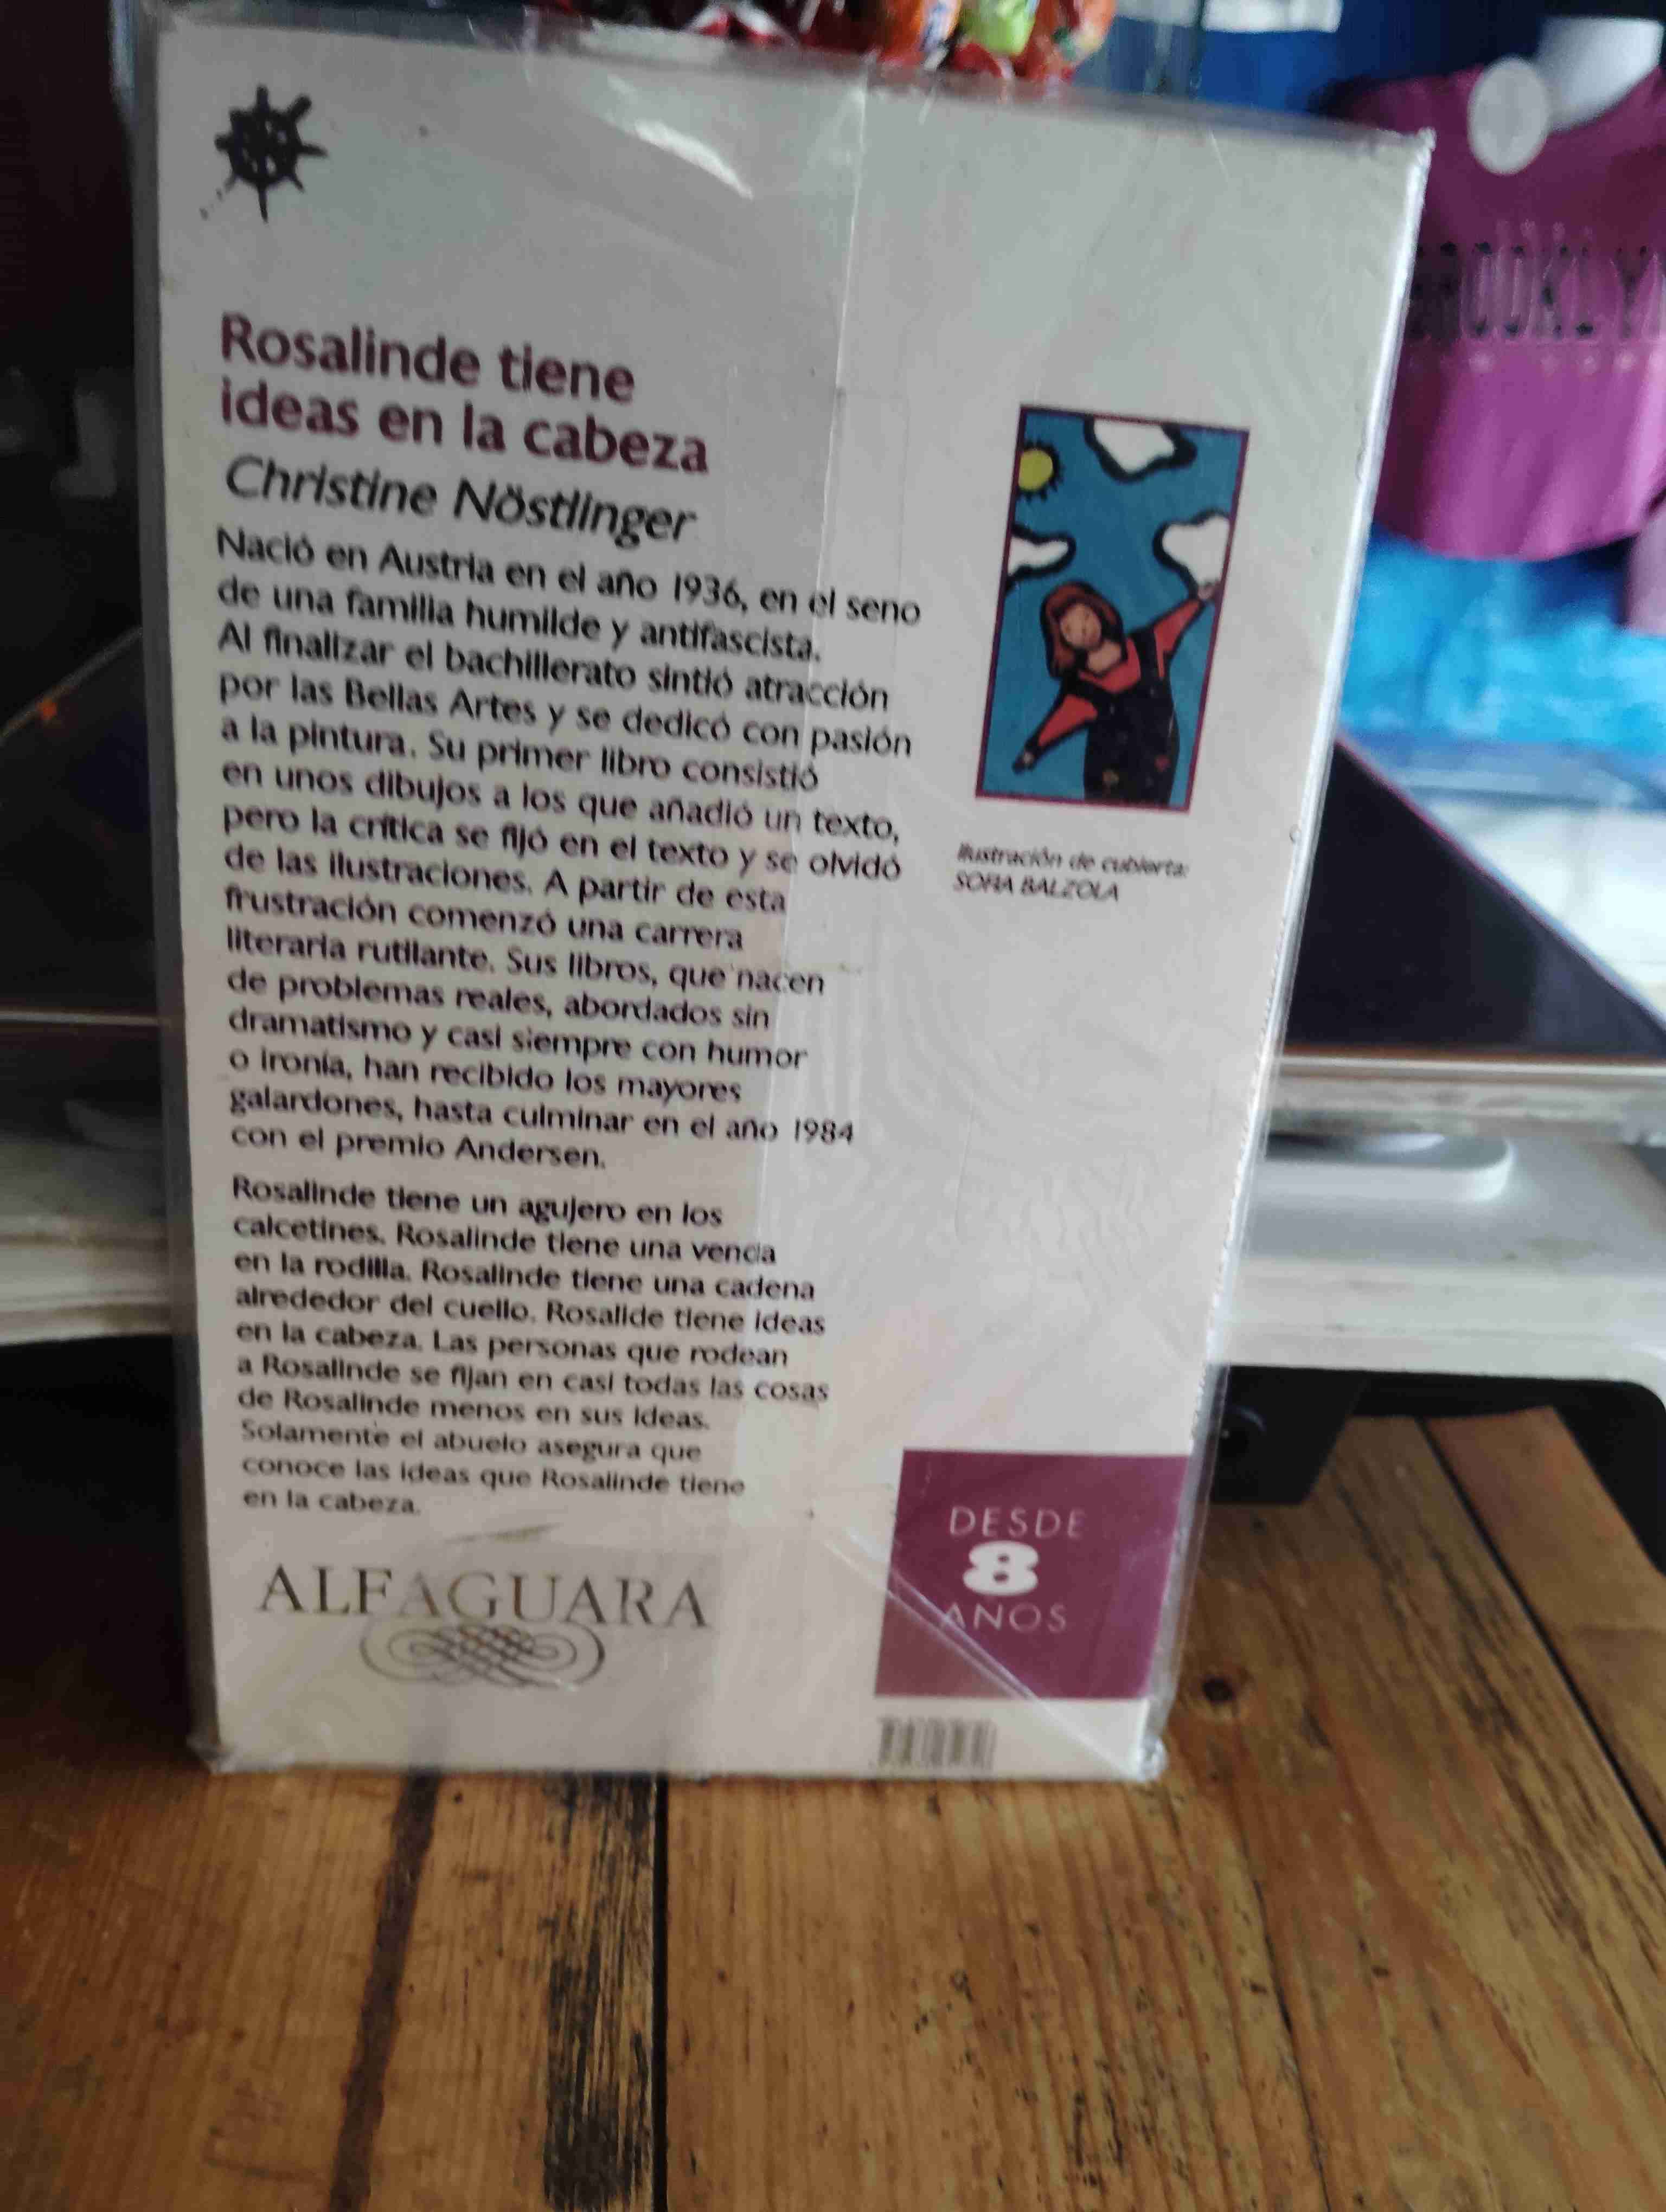 Rosalinde tiene
ideas en la cabeza
Christine Nöstlinger
Nació en Austria en el año 1936, en el seno
de una familia humilde y antifascista.
Al finalizar el bachillerato sintió atracción
por las Bellas Artes y se dedicó con pasión
a la pintura. Su primer libro consistió
en unos dibujos a los que añadió un texto,
pero la crítica se fijó en el texto y se olvidó
de las ilustraciones. A partir de esta
frustración comenzó una carrera
literaria rutilante. Sus libros, que nacen
de problemas reales, abordados sin
dramatismo y casi siempre con humor
o ironía, han recibido los mayores
galardones, hasta culminar en el año 1984
con el premio Andersen.
Rosalinde tiene un agujero en los
calcetines. Rosalinde tiene una venda
en la rodilla. Rosalinde tiene una cadena
alrededor del cuello. Rosalide tiene ideas
en la cabeza. Las personas que rodean
a Rosalinde se fijan en casi todas las cosas
de Rosalinde menos en sus ideas.
Solamente el abuelo asegura que
conoce las ideas que Rosalinde tiene
en la cabeza.
Ilustración de cubierta:
SOFIA BALZOLA
ALFAGUARA
DESDE
8
AÑOS